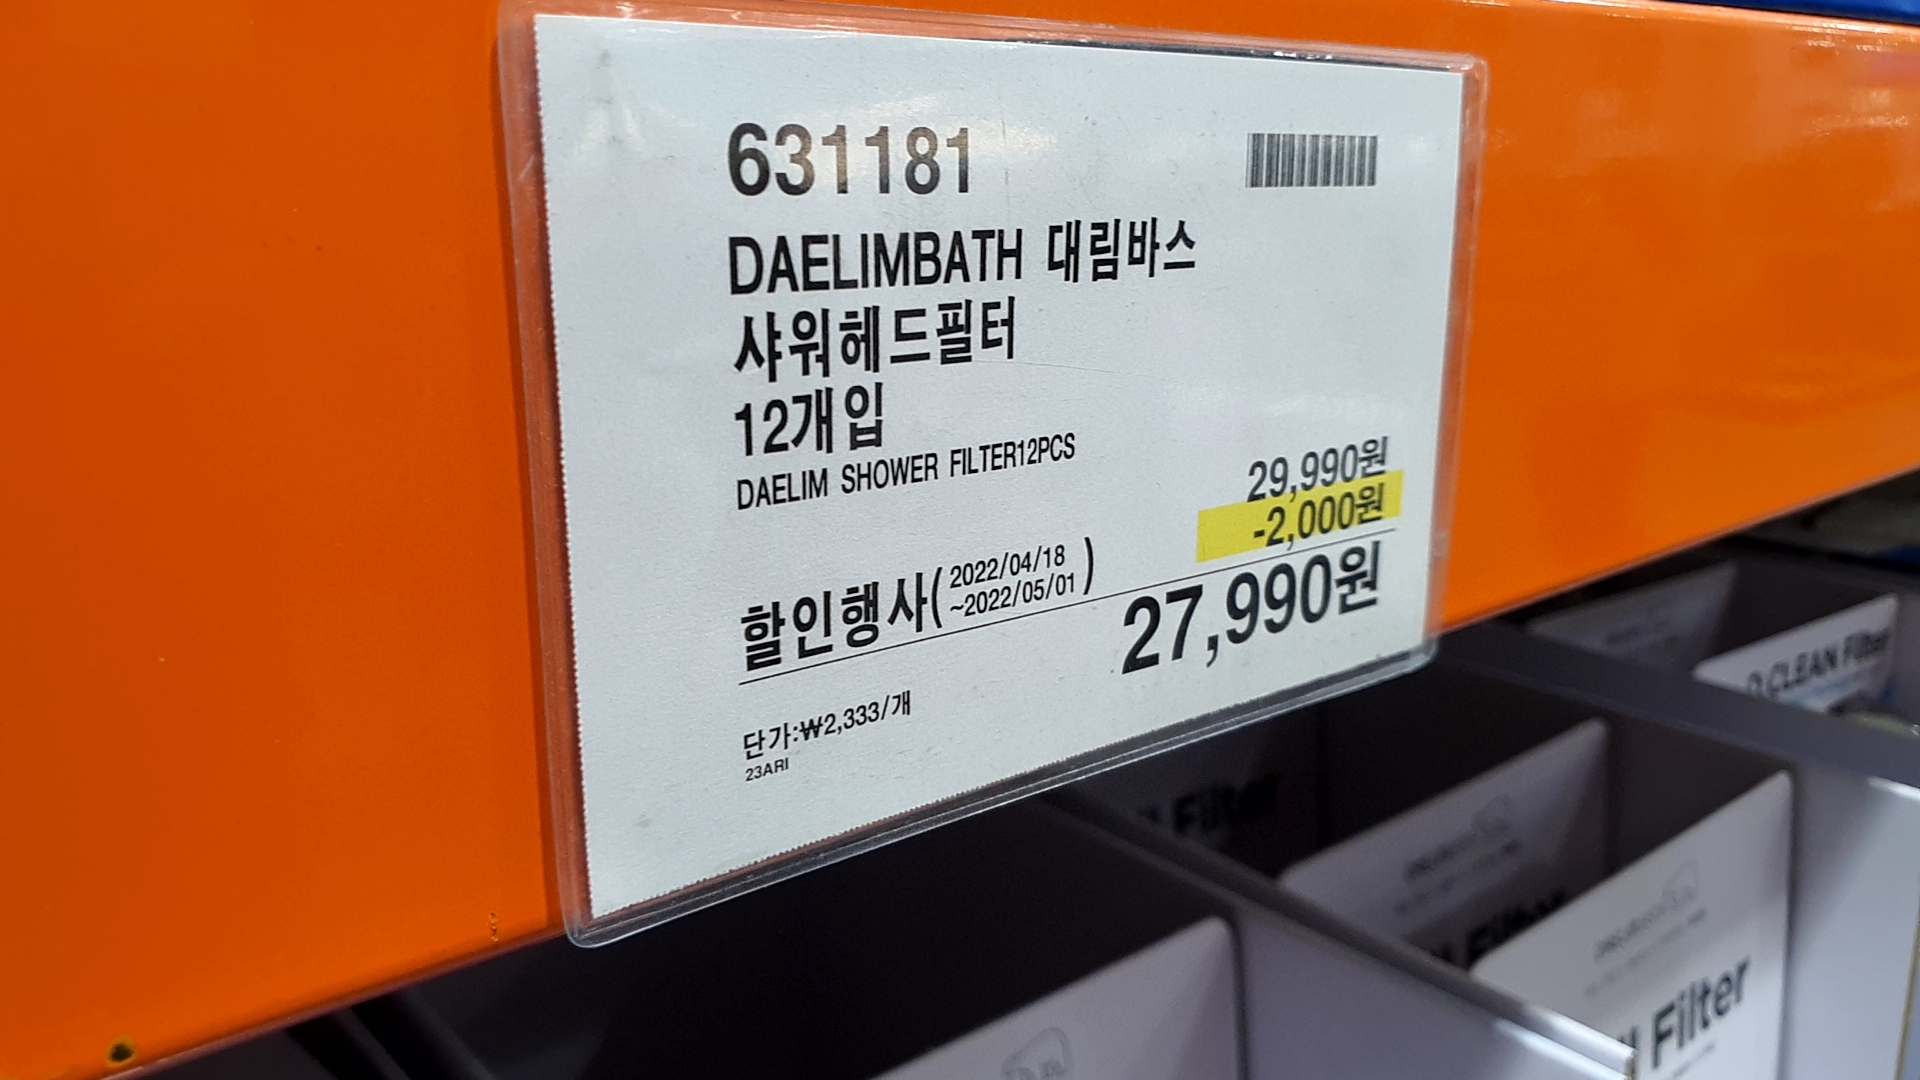 631181
DAELIMBATH 대림바스
샤워헤드필터
12개입
DAELIM SHOWER FILTER12PCS
29,990원
-2,000원
할인행사(2022/04/18
~2022/05/01)
27,990원
단가:₩2,333/개
23ARI
CLEAN Filter
Filter
Filter
Filter